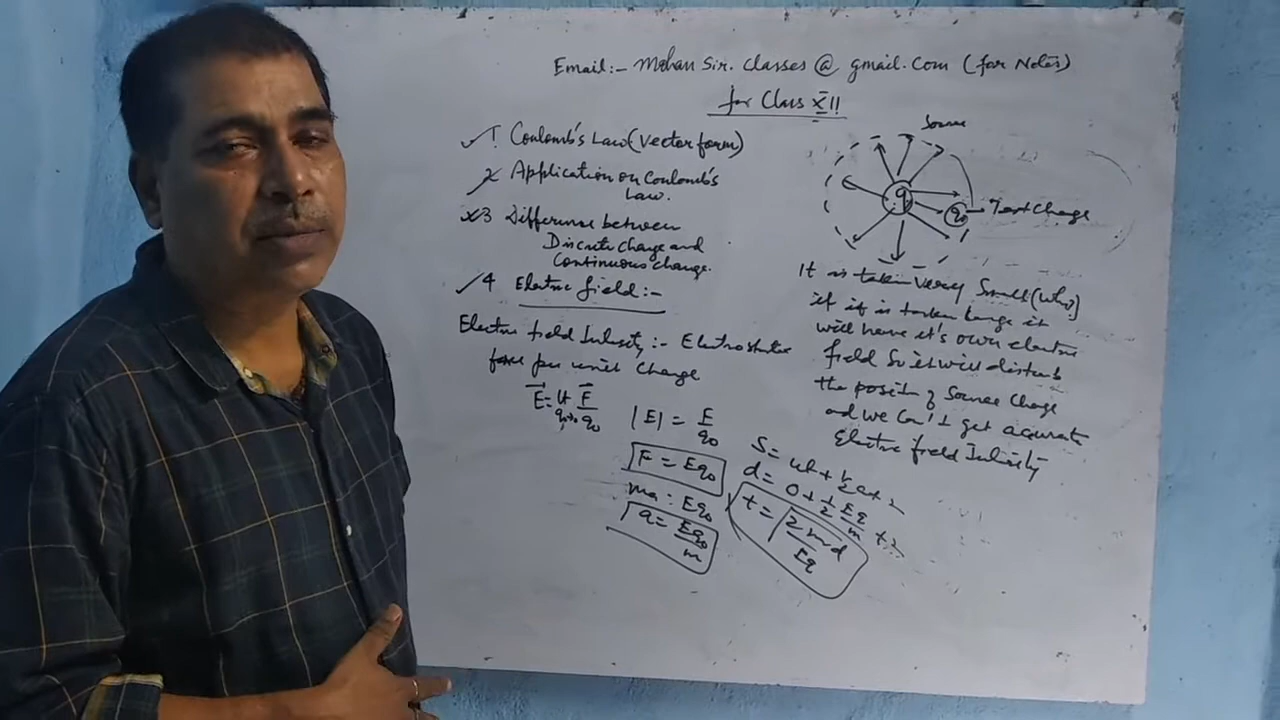 Email:- Mohan Sir. Classes @ gmail.Com (for Notes)
for Class XII
1 Coulomb's Law (Vector form)
2 Application on Coulomb's
Law.
3 Difference between
Discrete Charge and
Continuous charge.
4 Electric field:-
Electric field Intensity :- Electrostatic
force per unit Charge
E = lt F
q₀→0 q₀
|E| = F
q₀
F = Eq₀
ma = Eq₀
a = Eq₀
m
Source
q
q₀ Test Charge
It is taken very Small (why)
if it is taken large it
will have it's own electric
field So it will disturb
the position of Source Charge
and we Can't get accurate
Electric field Intensity
S = ut + ½at²
d = 0 + 1/2 Eq/m t²
t = √2md
Eq